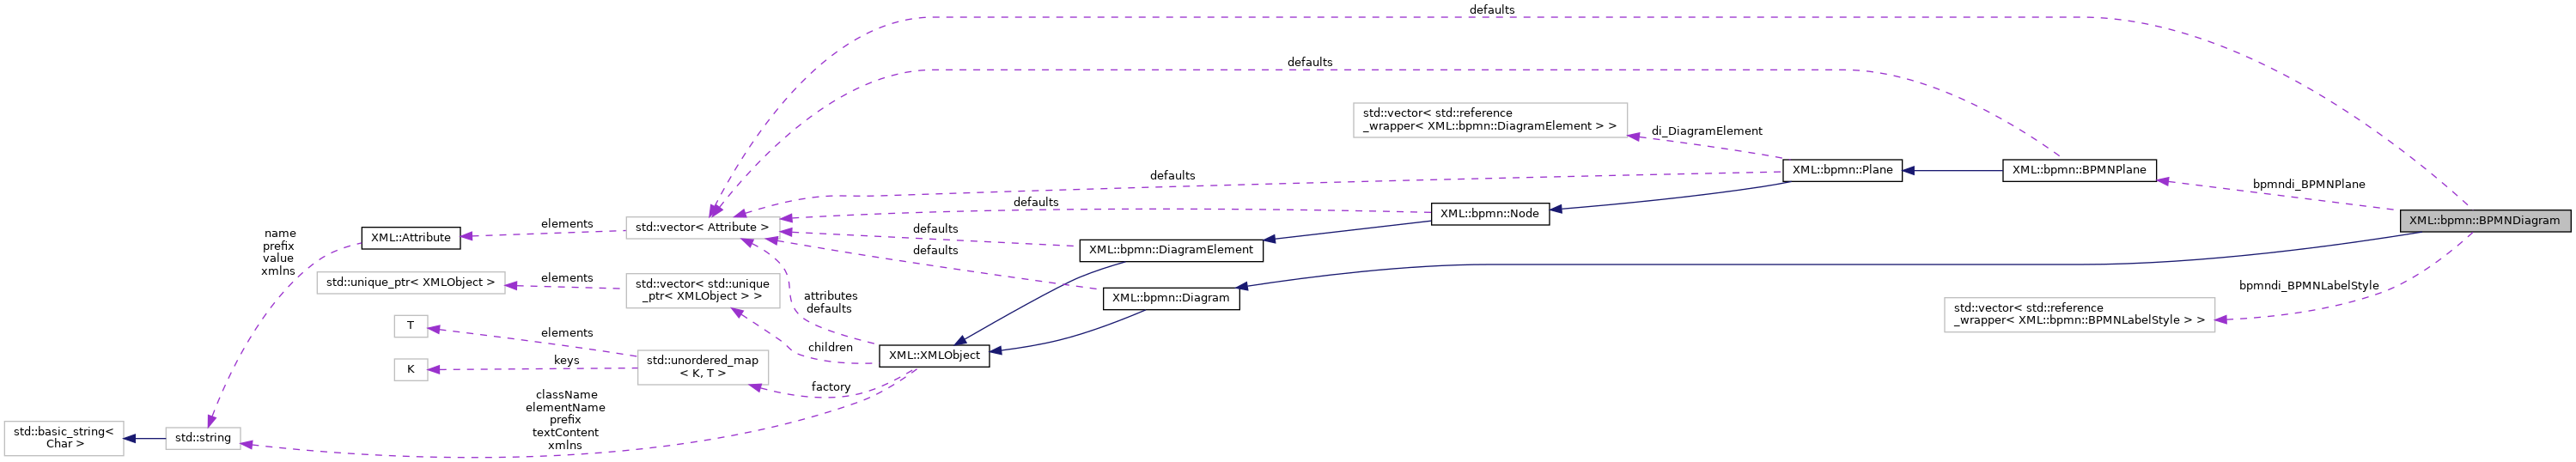 defaults
defaults
std::vector< std::reference
_wrapper< XML::bpmn::DiagramElement > >
di_DiagramElement
defaults
XML::bpmn::Plane
XML::bpmn::BPMNPlane
bpmndi_BPMNPlane
defaults
XML::bpmn::Node
XML::bpmn::BPMNDiagram
elements
std::vector< Attribute >
defaults
name
prefix
value
xmlns
XML::Attribute
XML::bpmn::DiagramElement
defaults
std::unique_ptr< XMLObject >
elements
std::vector< std::unique
_ptr< XMLObject > >
attributes
defaults
XML::bpmn::Diagram
bpmndi_BPMNLabelStyle
std::vector< std::reference
_wrapper< XML::bpmn::BPMNLabelStyle > >
T
elements
children
XML::XMLObject
K
keys
std::unordered_map
< K, T >
factory
className
elementName
prefix
textContent
xmlns
std::basic_string<
Char >
std::string